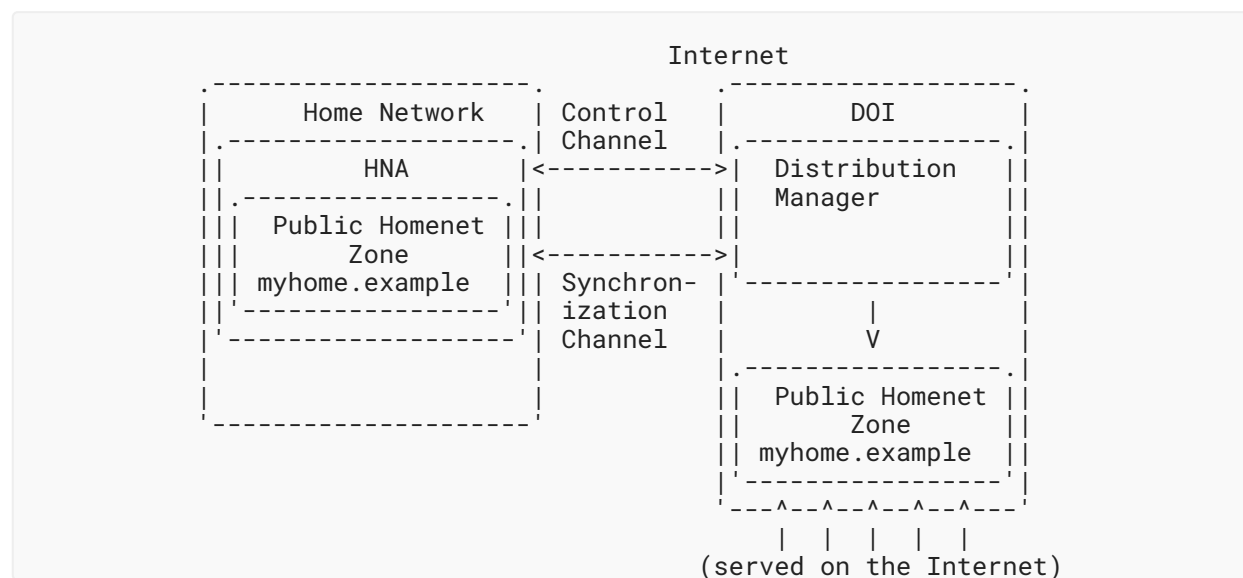 Internet
.---------------------.            .-------------------.
|      Home Network   | Control    |        DOI        |
|.-------------------.| Channel    |.-----------------.|
||         HNA       |<------------>|  Distribution   ||
||.-----------------.||            ||  Manager        ||
||| Public Homenet |||            ||                 ||
|||      Zone       ||<------------>|                 ||
||| myhome.example  ||| Synchron-  |'-----------------'|
||'-----------------'|| ization    |         |         |
|'-------------------'| Channel    |         V         |
|                     |            |.-----------------.|
|                     |            ||  Public Homenet ||
'---------------------'            ||       Zone      ||
|| myhome.example  ||
|'-----------------'|
'---^--^--^--^--^---'
|  |  |  |  |
(served on the Internet)